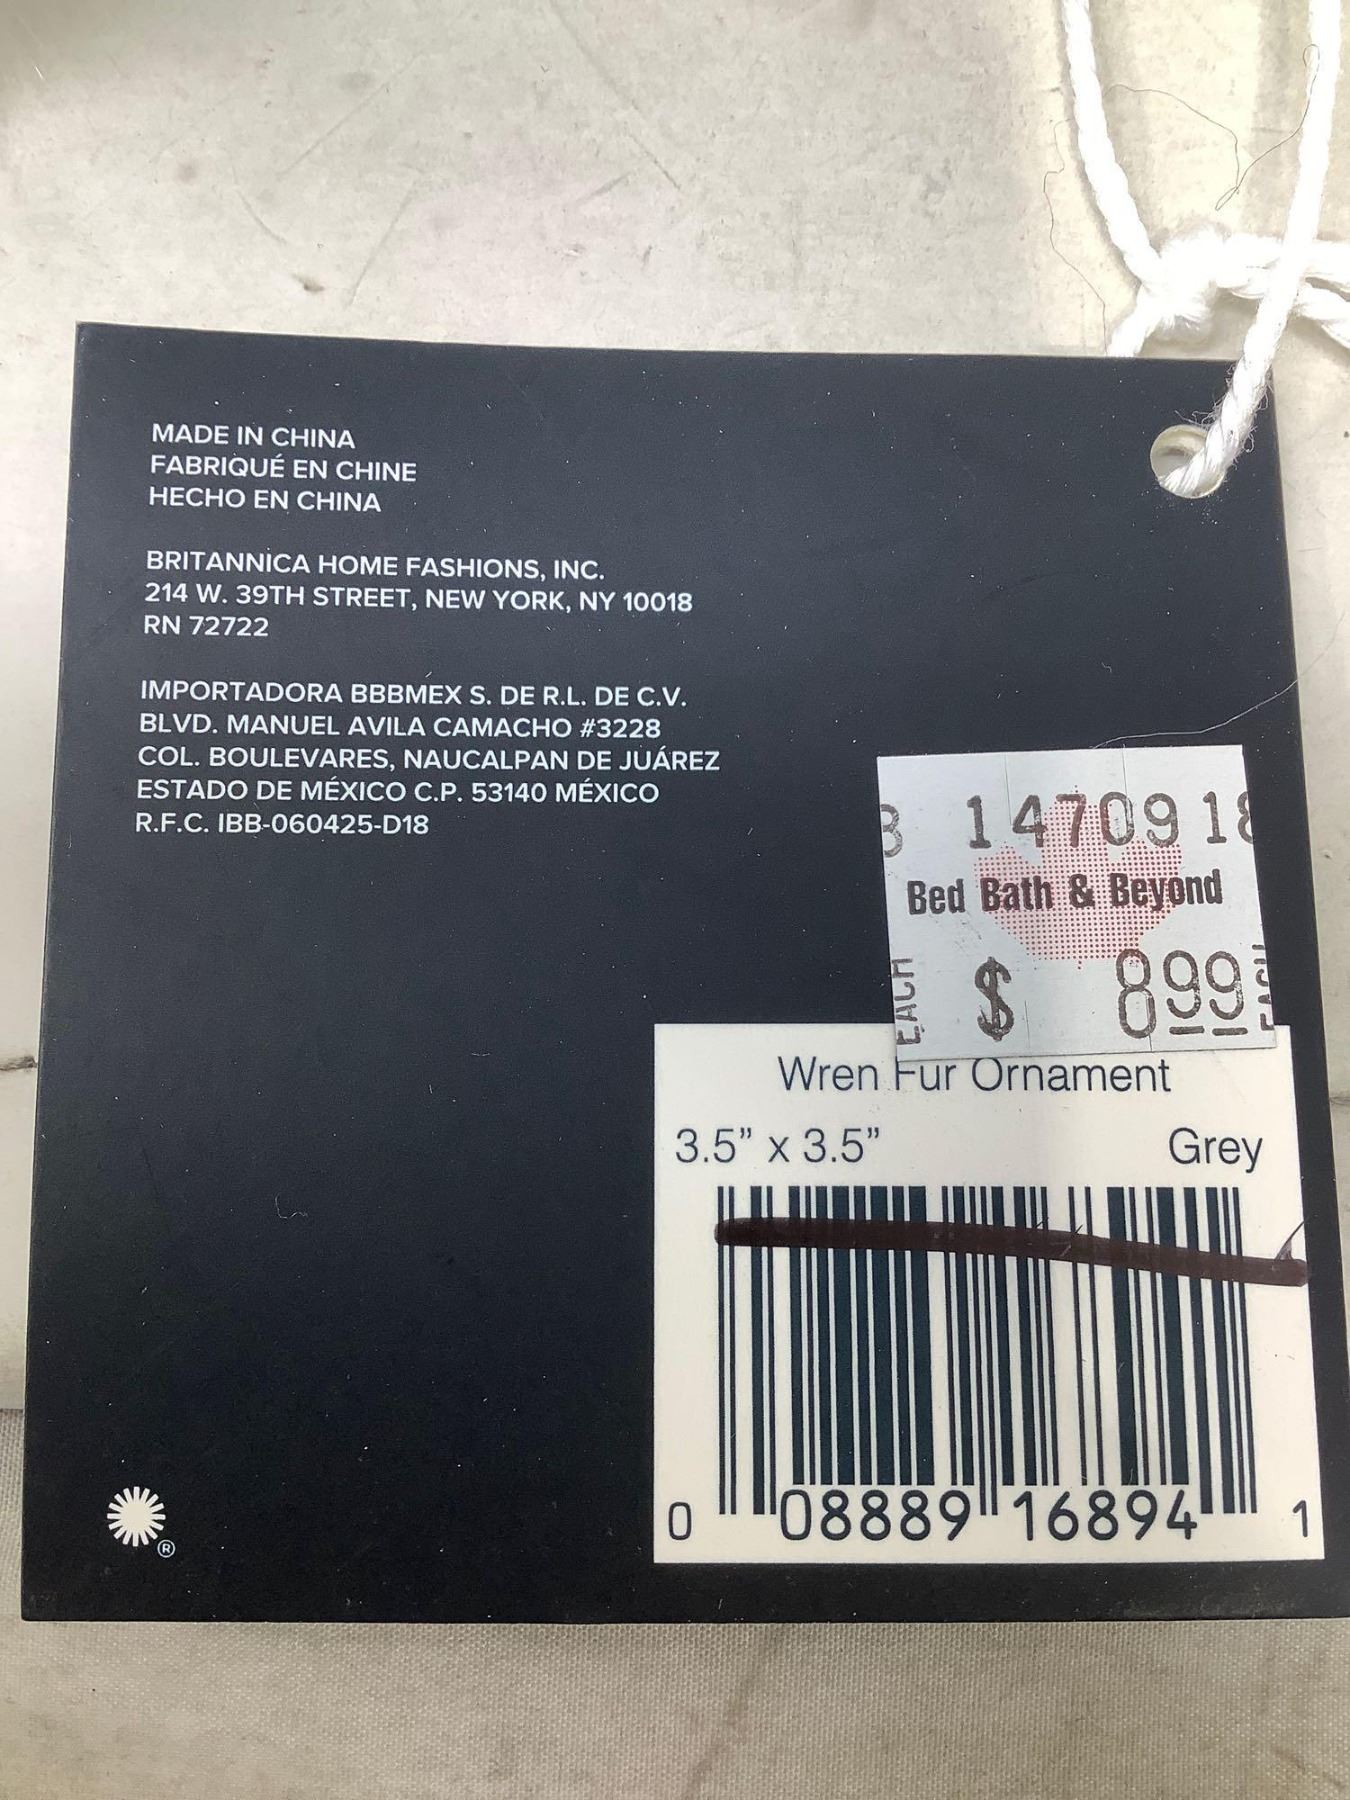 MADE IN CHINA
FABRIQUÉ EN CHINE
HECHO EN CHINA
BRITANNICA HOME FASHIONS, INC.
214 W. 39TH STREET, NEW YORK, NY 10018
RN 72722
IMPORTADORA BBBMEX S. DE R.L. DE C.V.
BLVD. MANUEL AVILA CAMACHO #3228
COL. BOULEVARES, NAUCALPAN DE JUÁREZ
ESTADO DE MÉXICO C.P. 53140 MÉXICO
R.F.C. IBB-060425-D18
1470918
Bed Bath & Beyond
EACH $ 8.99 EACH
Wren Fur Ornament
3.5” x 3.5” Grey
0 08889 16894 1
®